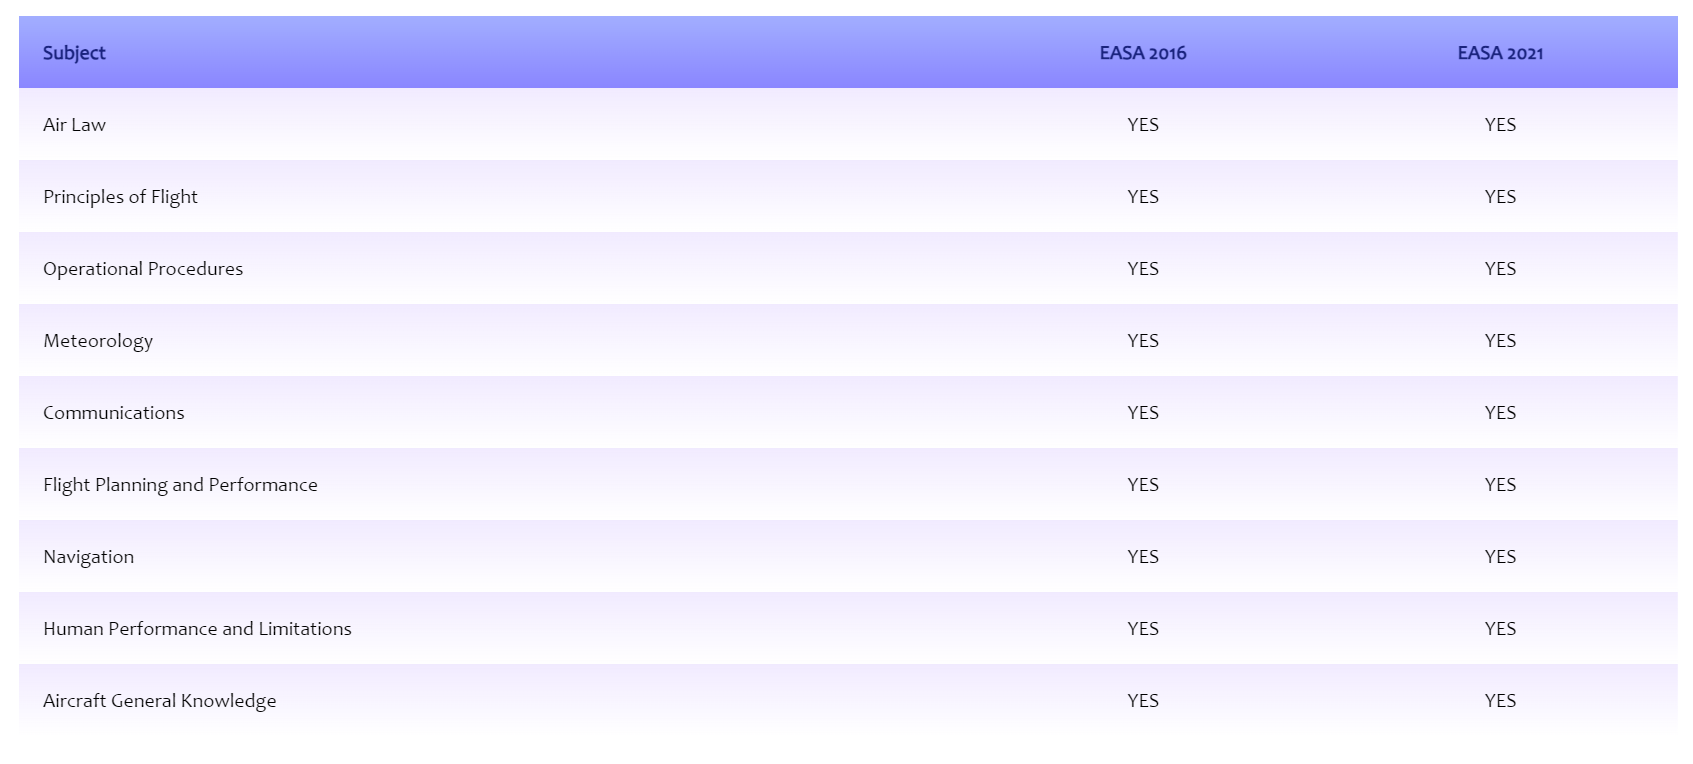 Subject EASA 2016 EASA 2021
Air Law YES YES
Principles of Flight YES YES
Operational Procedures YES YES
Meteorology YES YES
Communications YES YES
Flight Planning and Performance YES YES
Navigation YES YES
Human Performance and Limitations YES YES
Aircraft General Knowledge YES YES